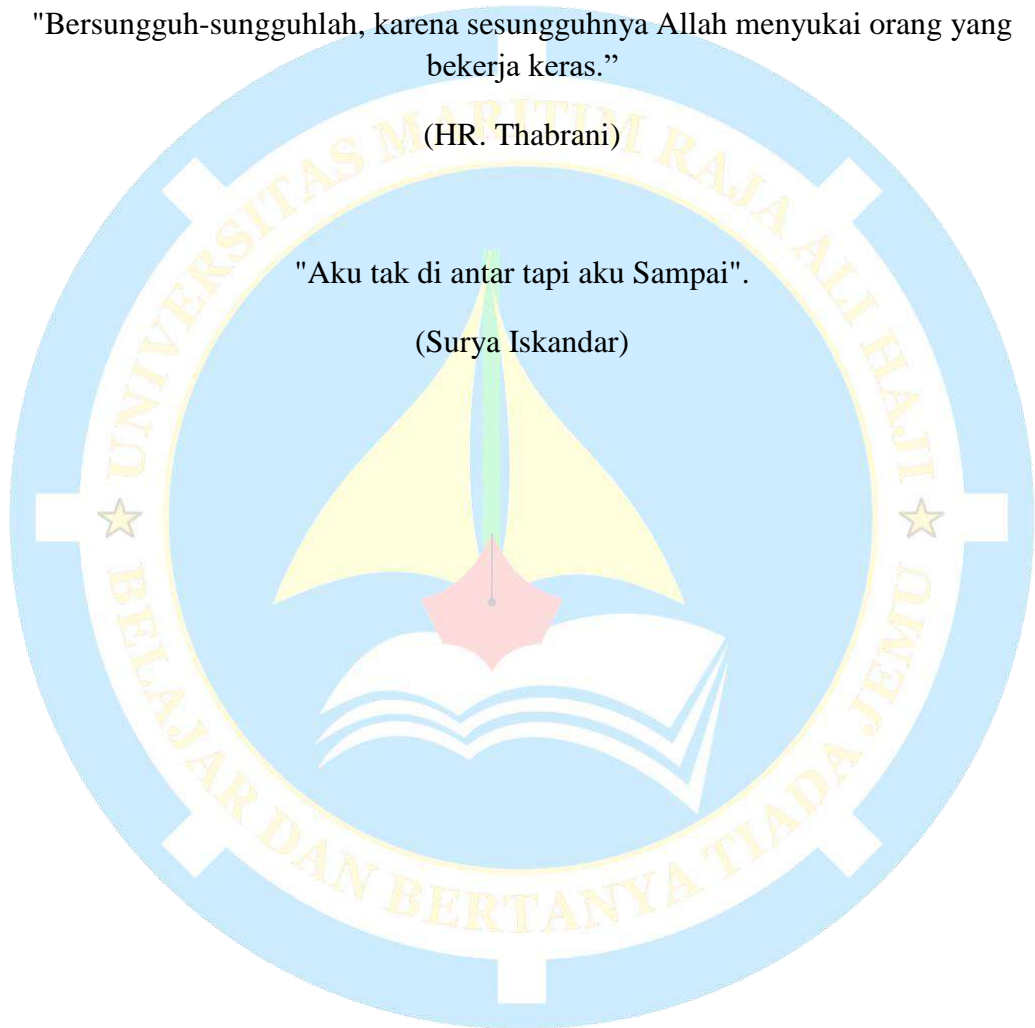 "Bersungguh-sungguhlah, karena sesungguhnya Allah menyukai orang yang
bekerja keras.”
(HR. Thabrani)
"Aku tak di antar tapi aku Sampai".
(Surya Iskandar)
UNIVERSITAS MARITIM RAJA ALI HAJI
BELAJAR DAN BERTANYA TIADA JEMU